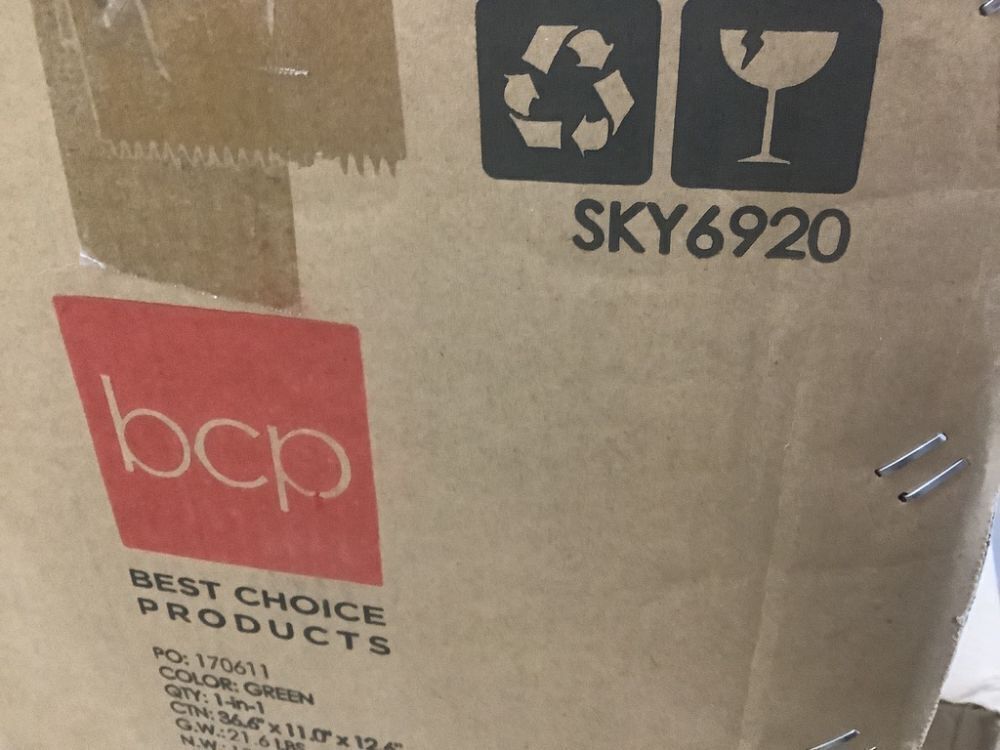 SKY6920
bcp
BEST CHOICE
PRODUCTS
PO: 170611
COLOR: GREEN
QTY: 1-in-1
CTN: 36.6" x 11.0" x 12.6"
G.W.: 21.6 LBS
N.W.: